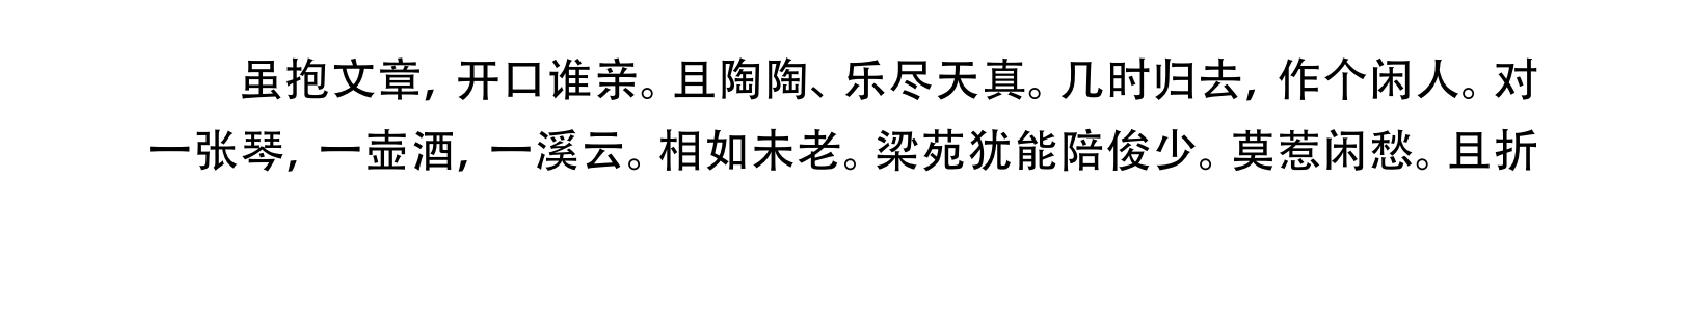 虽抱文章，开口谁亲。且陶陶、乐尽天真。几时归去，作个闲人。对
一张琴，一壶酒，一溪云。相如未老。梁苑犹能陪俊少。莫惹闲愁。且折